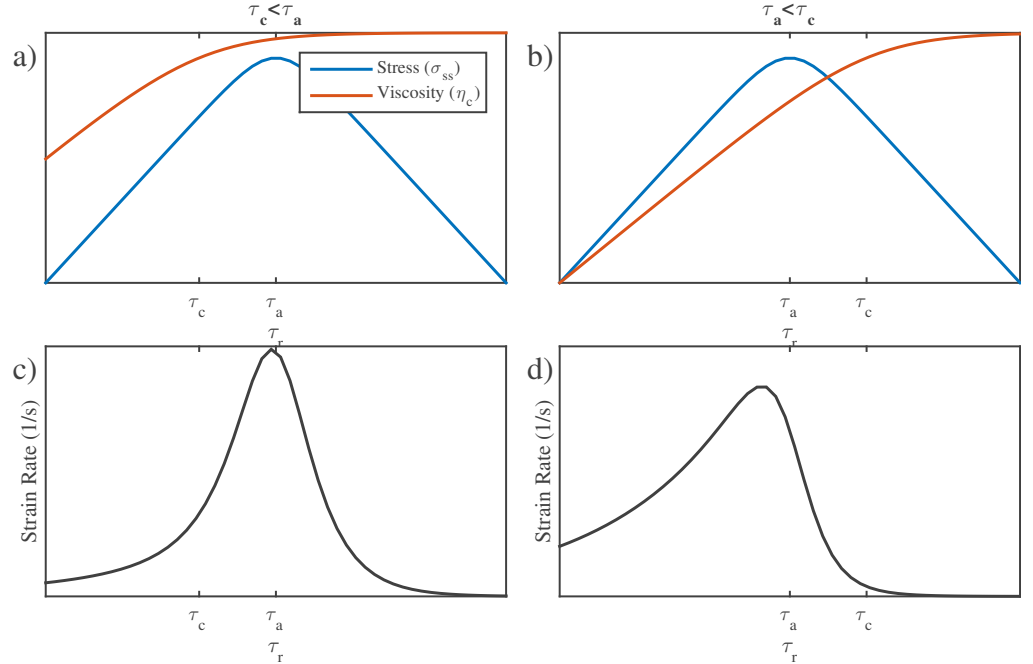 τc<τa
a)
Stress (σss)
Viscosity (ηc)
τc
τa
τr
τa<τc
b)
τa
τc
τr
c)
Strain Rate (1/s)
τc
τa
τr
d)
Strain Rate (1/s)
τa
τc
τr